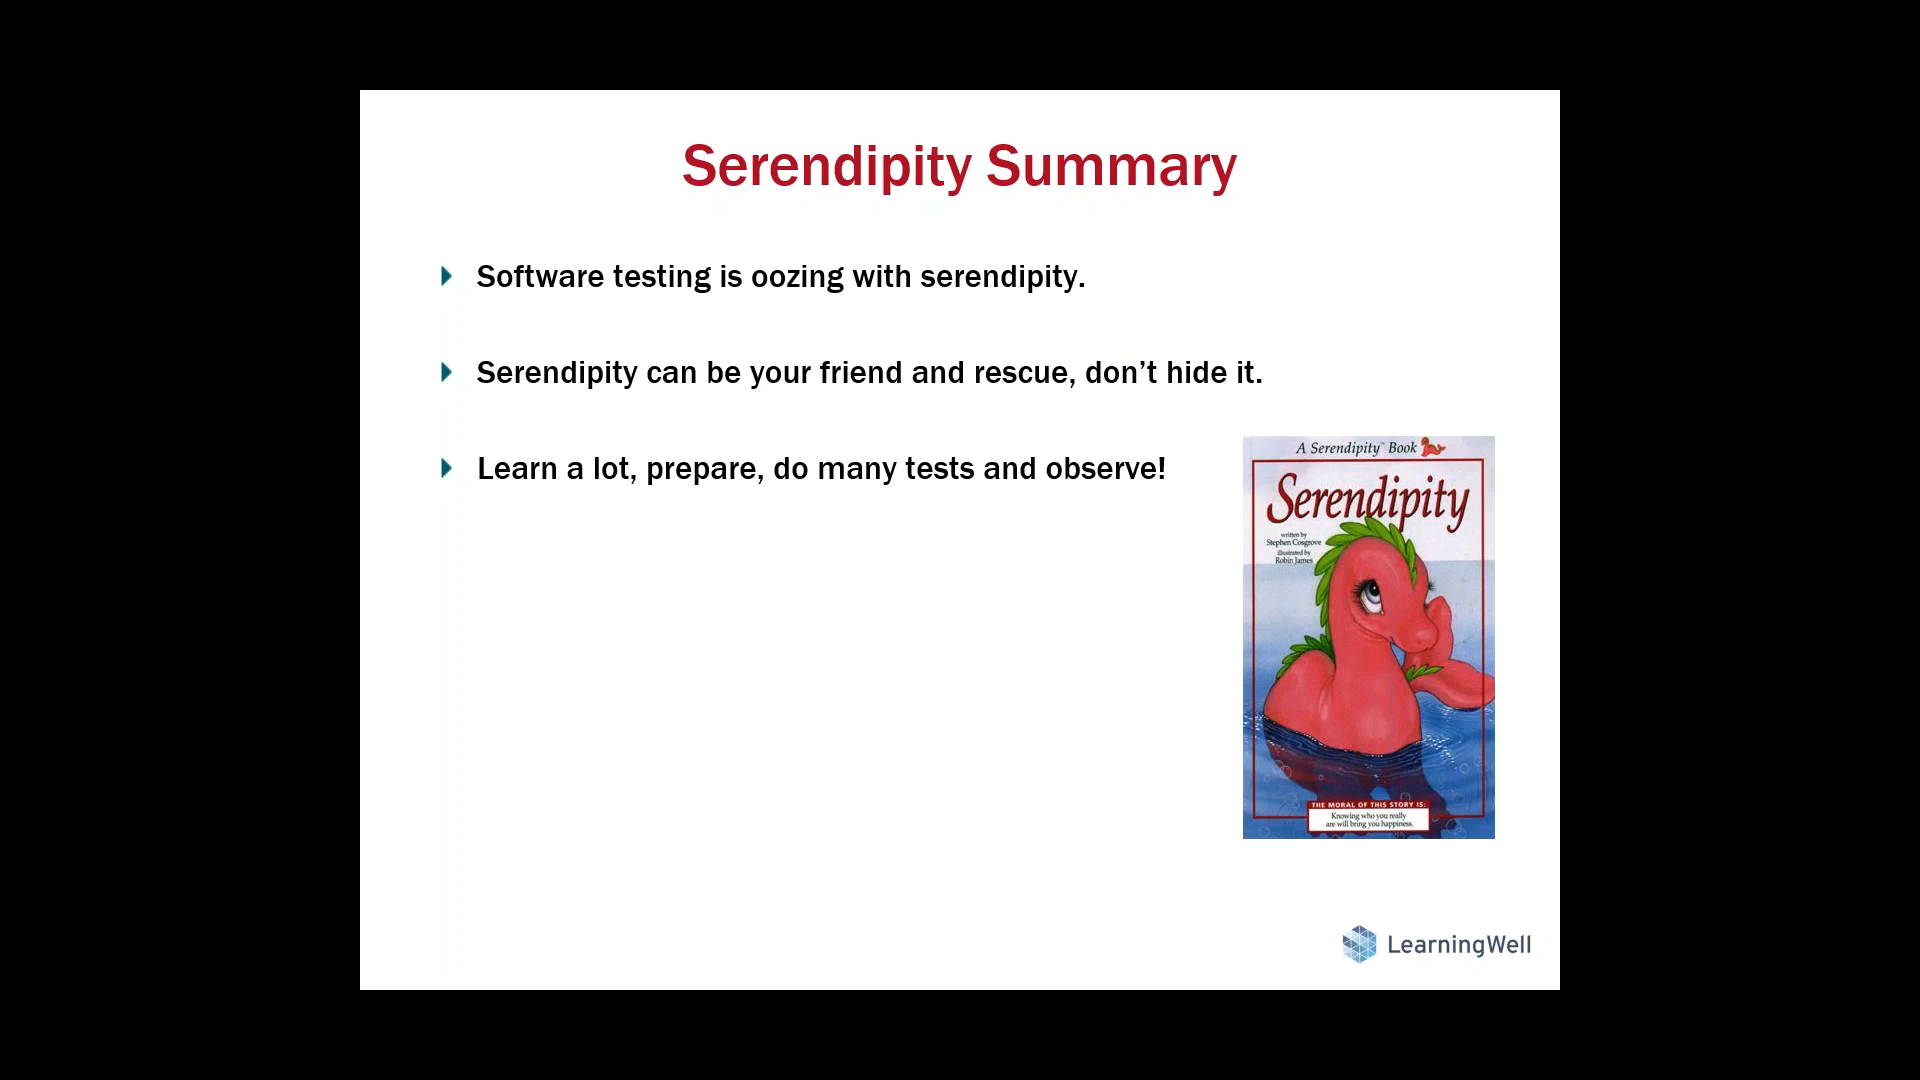 Serendipity Summary
Software testing is oozing with serendipity.
Serendipity can be your friend and rescue, don’t hide it.
Learn a lot, prepare, do many tests and observe!
A Serendipity™ Book
Serendipity
written by
Stephen Cosgrove
illustrated by
Robin James
THE MORAL OF THIS STORY IS:
Knowing who you really
are will bring you happiness.
LearningWell